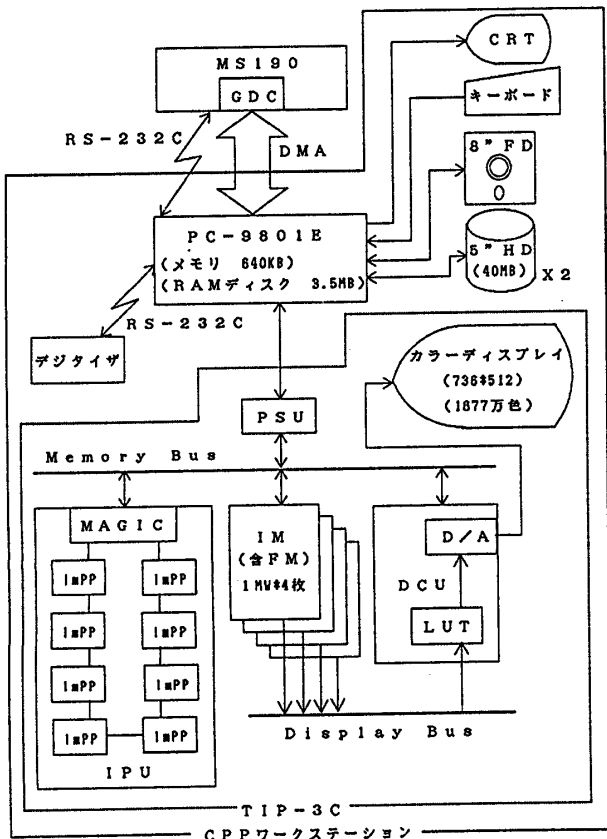 CRT
MS190
GDC
キーボード
RS-232C
DMA
8" FD
PC-9801E
(メモリ 640KB)
(RAMディスク 3.5MB)
5" HD
(40MB)
X2
RS-232C
デジタイザ
カラーディスプレイ
(736*512)
(1877万色)
PSU
Memory Bus
MAGIC
IM
(含FM)
1MW*4枚
D/A
DCU
LUT
ImPP
ImPP
ImPP
ImPP
ImPP
ImPP
ImPP
ImPP
IPU
Display Bus
TIP-3C
CPPワークステーション